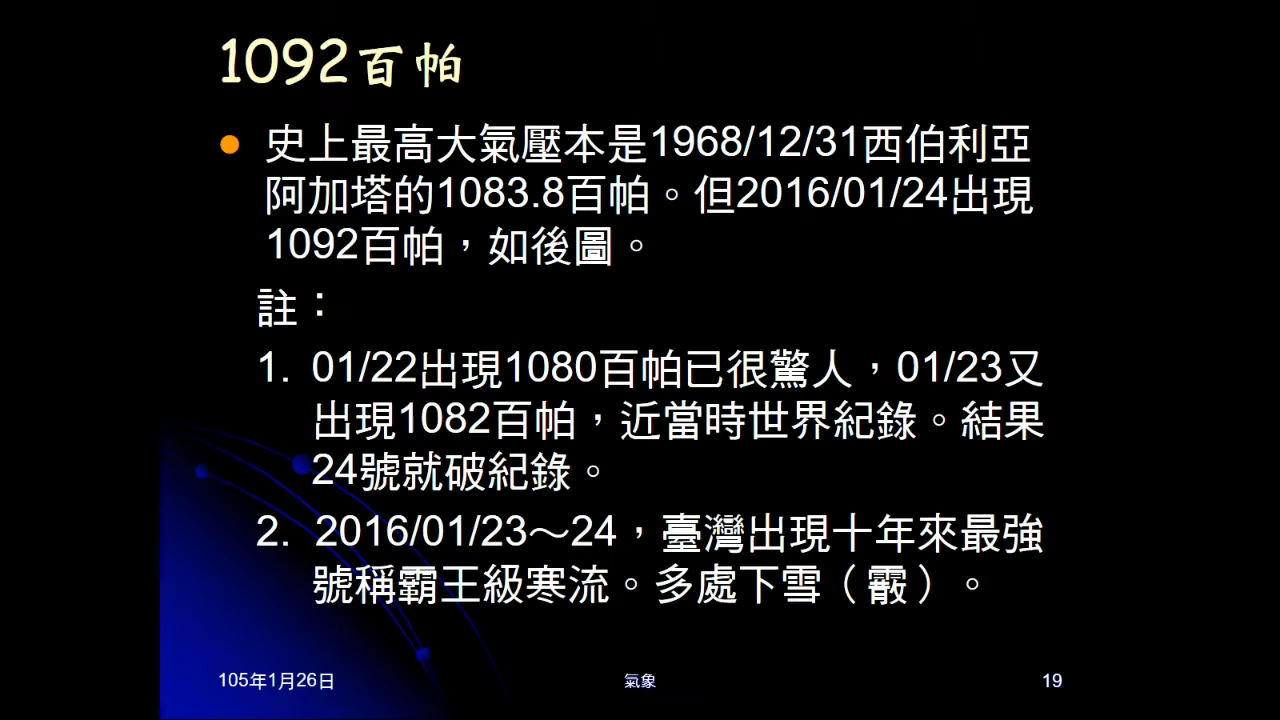 1092百帕
史上最高大氣壓本是1968/12/31西伯利亞
阿加塔的1083.8百帕。但2016/01/24出現
1092百帕，如後圖。
註：
1. 01/22出現1080百帕已很驚人，01/23又
出現1082百帕，近當時世界紀錄。結果
24號就破紀錄。
2. 2016/01/23～24，臺灣出現十年來最強
號稱霸王級寒流。多處下雪（霰）。
105年1月26日
氣象
19